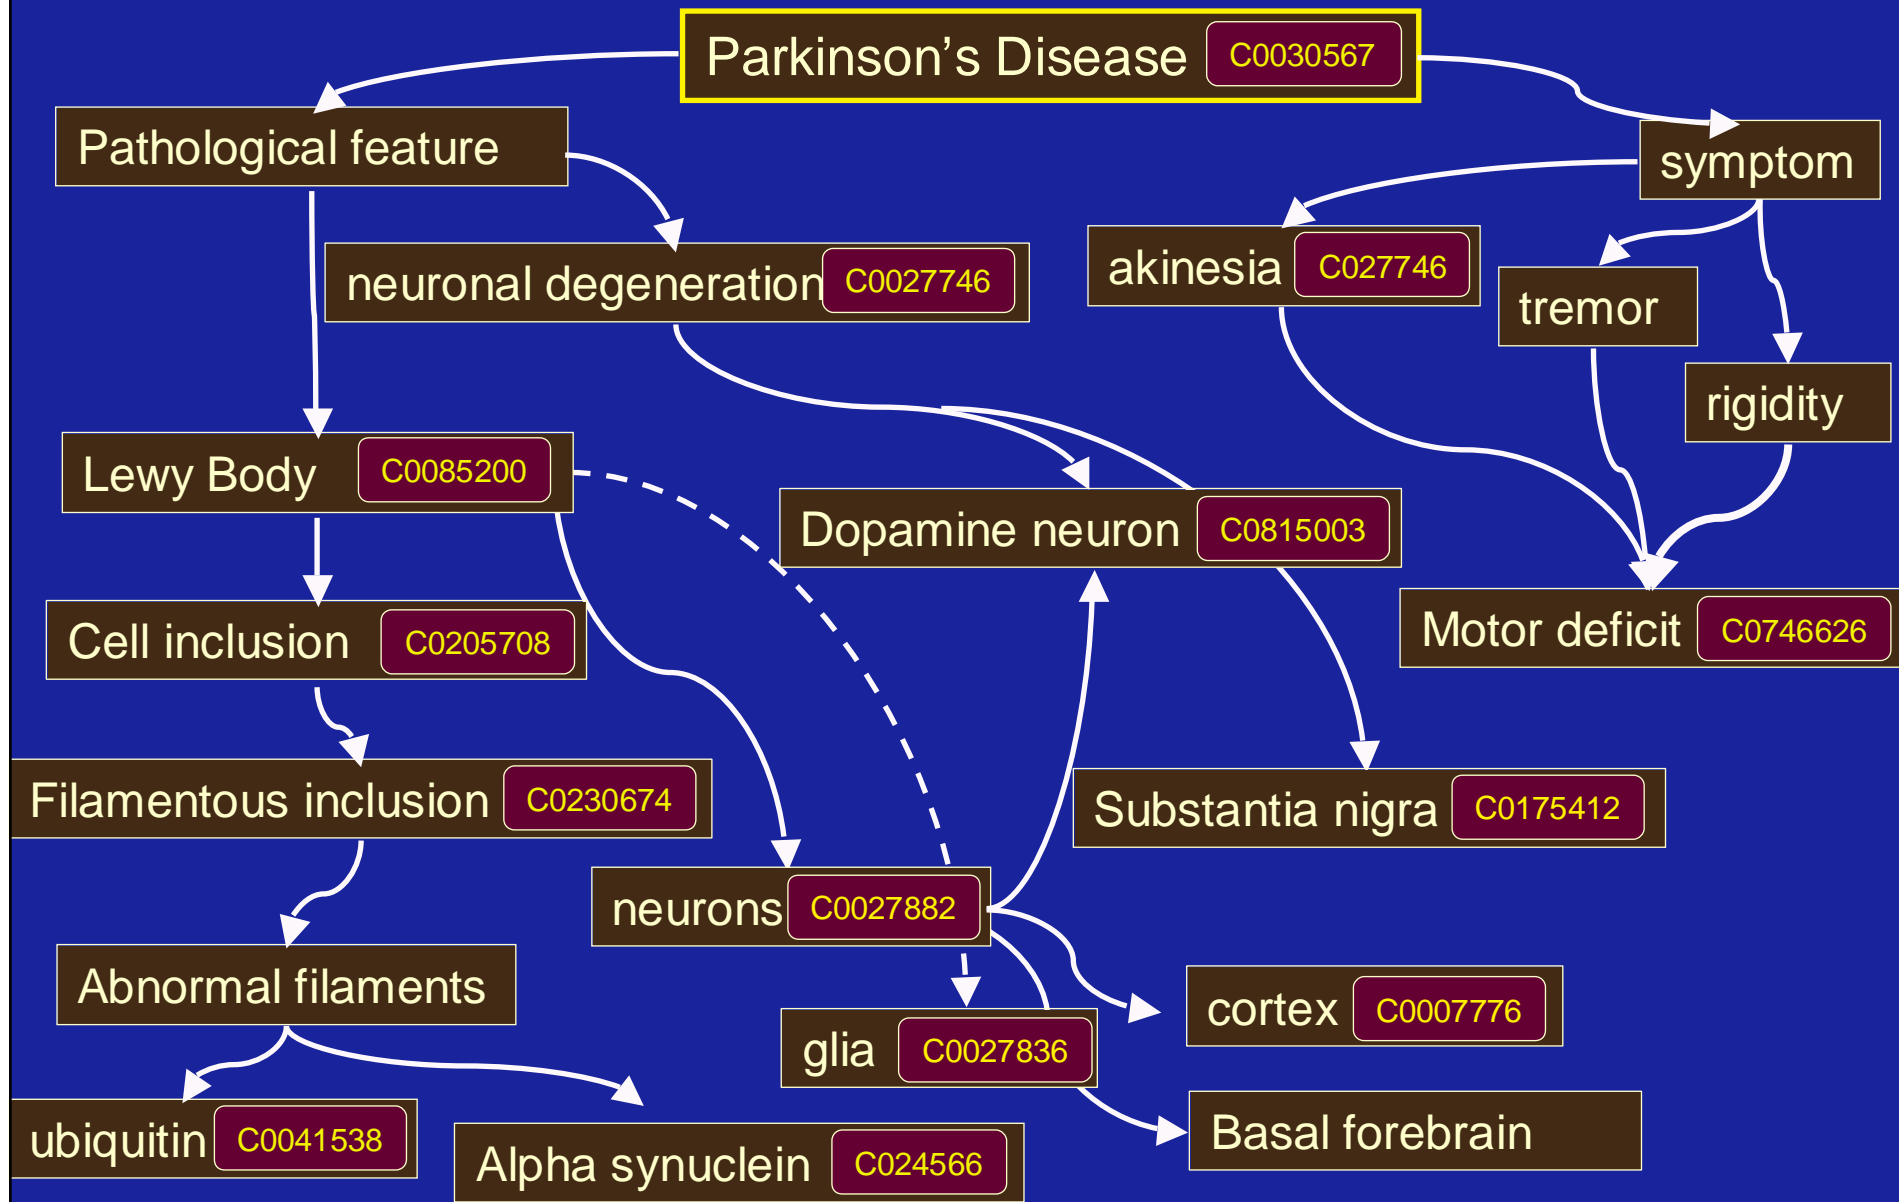 Parkinson's Disease C0030567
Pathological feature
symptom
neuronal degeneration C0027746
akinesia C027746
tremor
rigidity
Lewy Body C0085200
Dopamine neuron C0815003
Cell inclusion C0205708
Motor deficit C0746626
Filamentous inclusion C0230674
Substantia nigra C0175412
neurons C0027882
Abnormal filaments
cortex C0007776
glia C0027836
ubiquitin C0041538
Basal forebrain
Alpha synuclein C024566